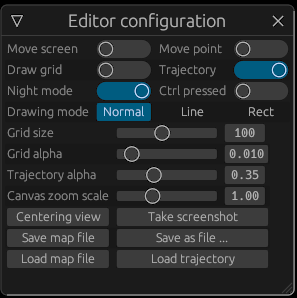 Editor configuration
Move screen Move point
Draw grid Trajectory
Night mode Ctrl pressed
Drawing mode Normal Line Rect
Grid size 100
Grid alpha 0.010
Trajectory alpha 0.35
Canvas zoom scale 1.00
Centering view Take screenshot
Save map file Save as file ...
Load map file Load trajectory